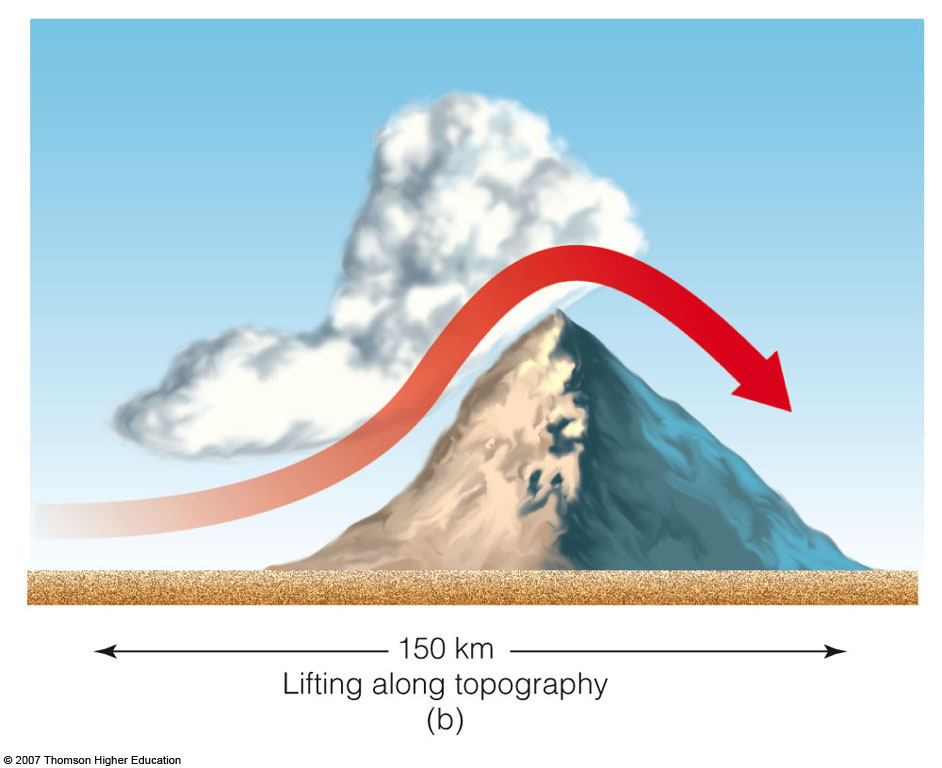 150 km
Lifting along topography
(b)
© 2007 Thomson Higher Education